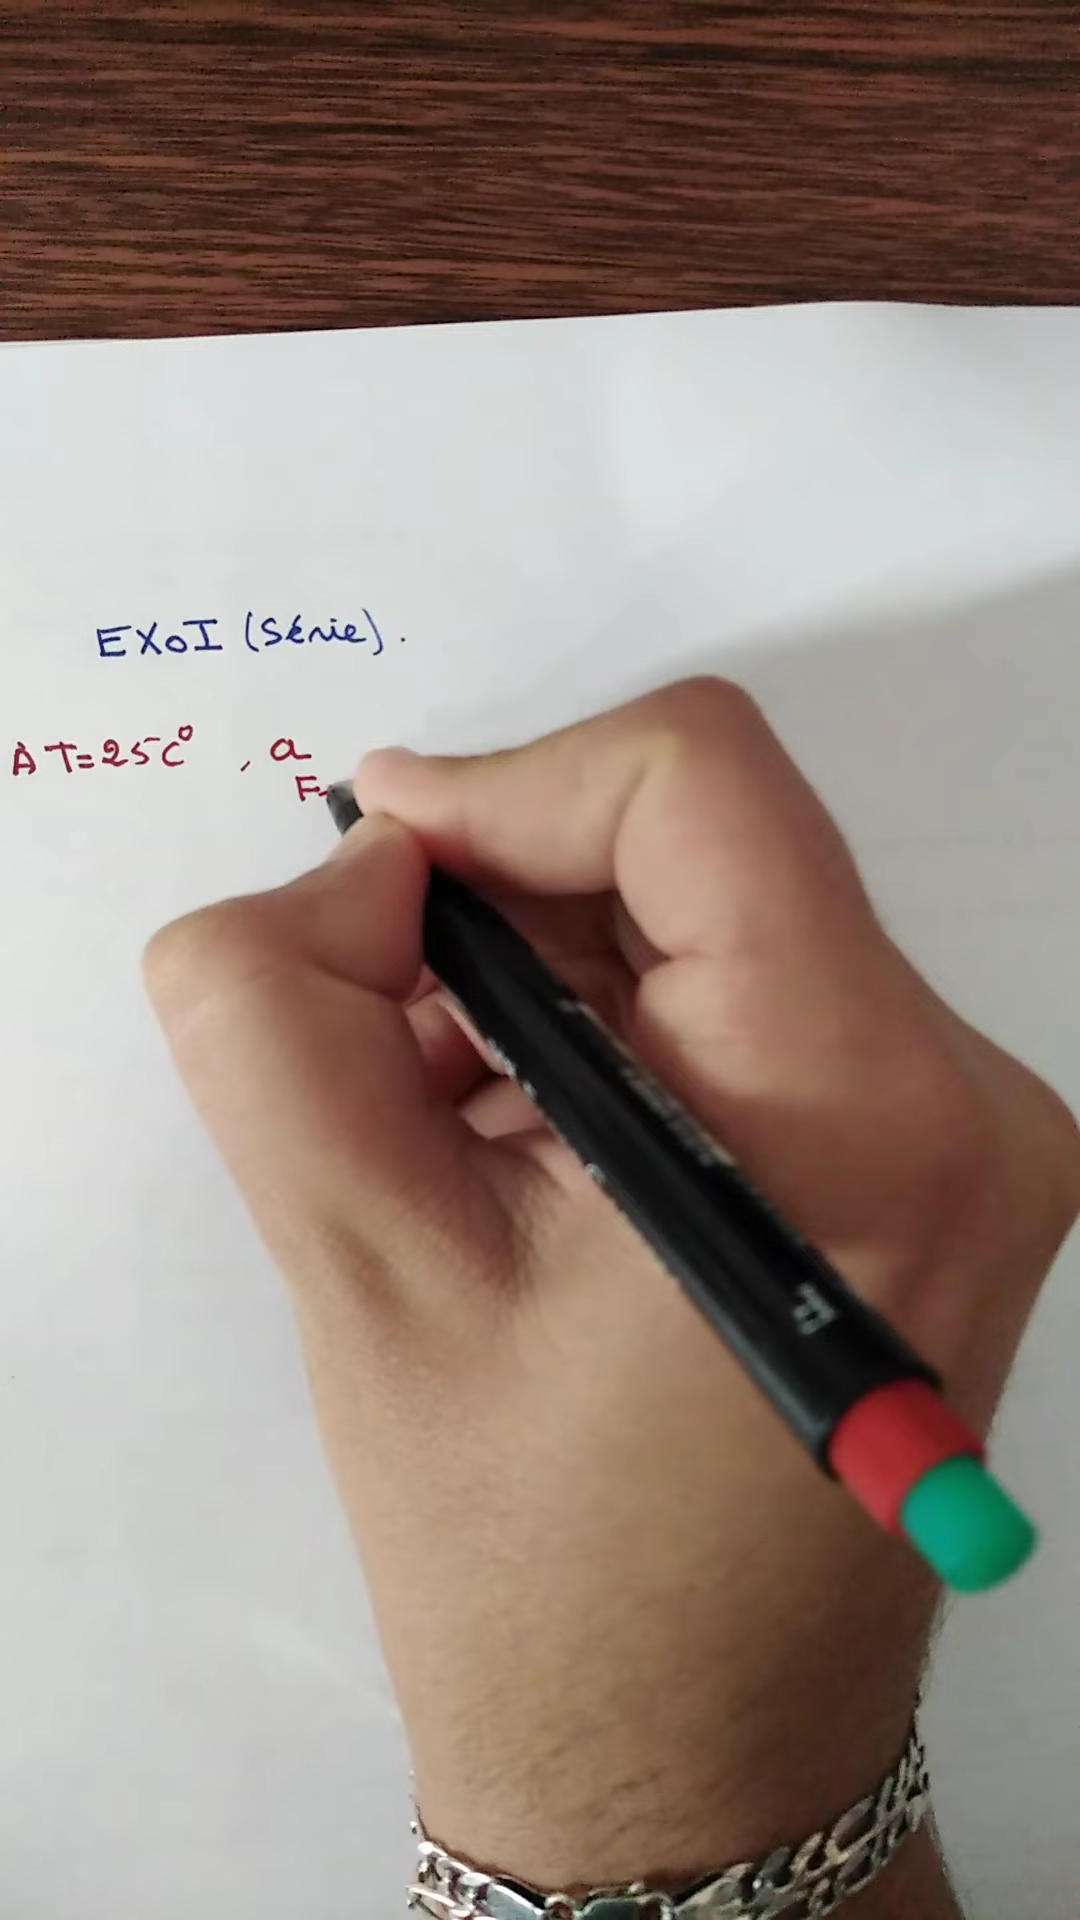 EXOI (Série).
A T=25C° , a
F